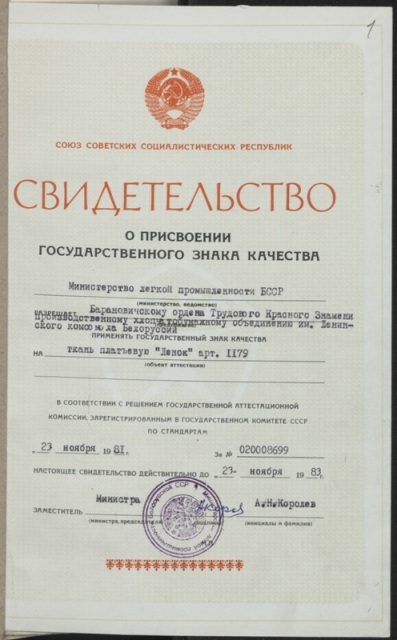 1
СОЮЗ СОВЕТСКИХ СОЦИАЛИСТИЧЕСКИХ РЕСПУБЛИК
СВИДЕТЕЛЬСТВО
О ПРИСВОЕНИИ
ГОСУДАРСТВЕННОГО ЗНАКА КАЧЕСТВА
Министерство легкой промышленности БССР
(министерство, ведомство)
РАЗРЕШАЕТ Барановичскому ордена Трудового Красного Знамени
производственному хлопчатобумажному объединению им. Ленин-
ского комсомола Белоруссии
ПРИМЕНЯТЬ ГОСУДАРСТВЕННЫЙ ЗНАК КАЧЕСТВА
НА ткань платьевую "Ленок" арт. 1179
(объект аттестации)
В СООТВЕТСТВИИ С РЕШЕНИЕМ ГОСУДАРСТВЕННОЙ АТТЕСТАЦИОННОЙ
КОМИССИИ, ЗАРЕГИСТРИРОВАННЫМ В ГОСУДАРСТВЕННОМ КОМИТЕТЕ СССР
ПО СТАНДАРТАМ
23 ноября 1981г. За № 020008699
НАСТОЯЩЕЕ СВИДЕТЕЛЬСТВО ДЕЙСТВИТЕЛЬНО ДО 23 ноября 1983г.
Министра
ЗАМЕСТИТЕЛЬ А.Н.Королев
(министра, председателя) (подпись) (инициалы и фамилия)